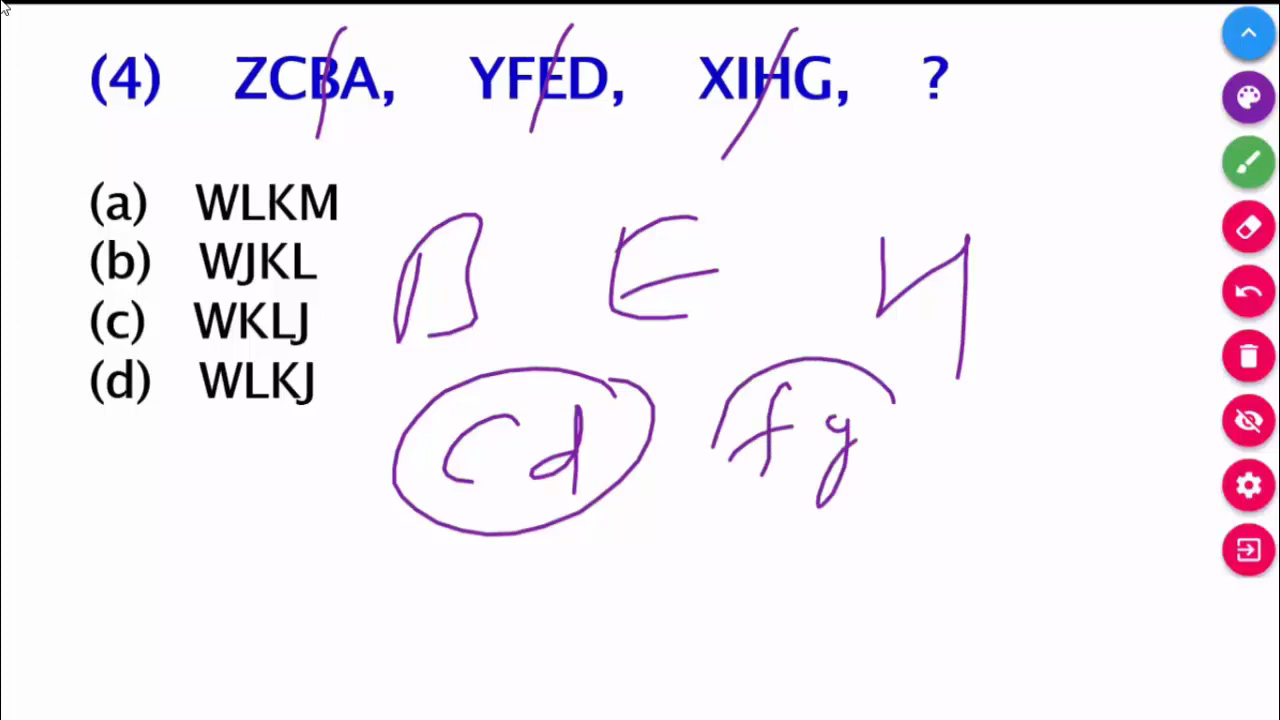 (4) ZCBA, YFED, XIHG, ?
(a) WLKM
(b) WJKL
(c) WKLJ
(d) WLKJ
B E H
Cd fg